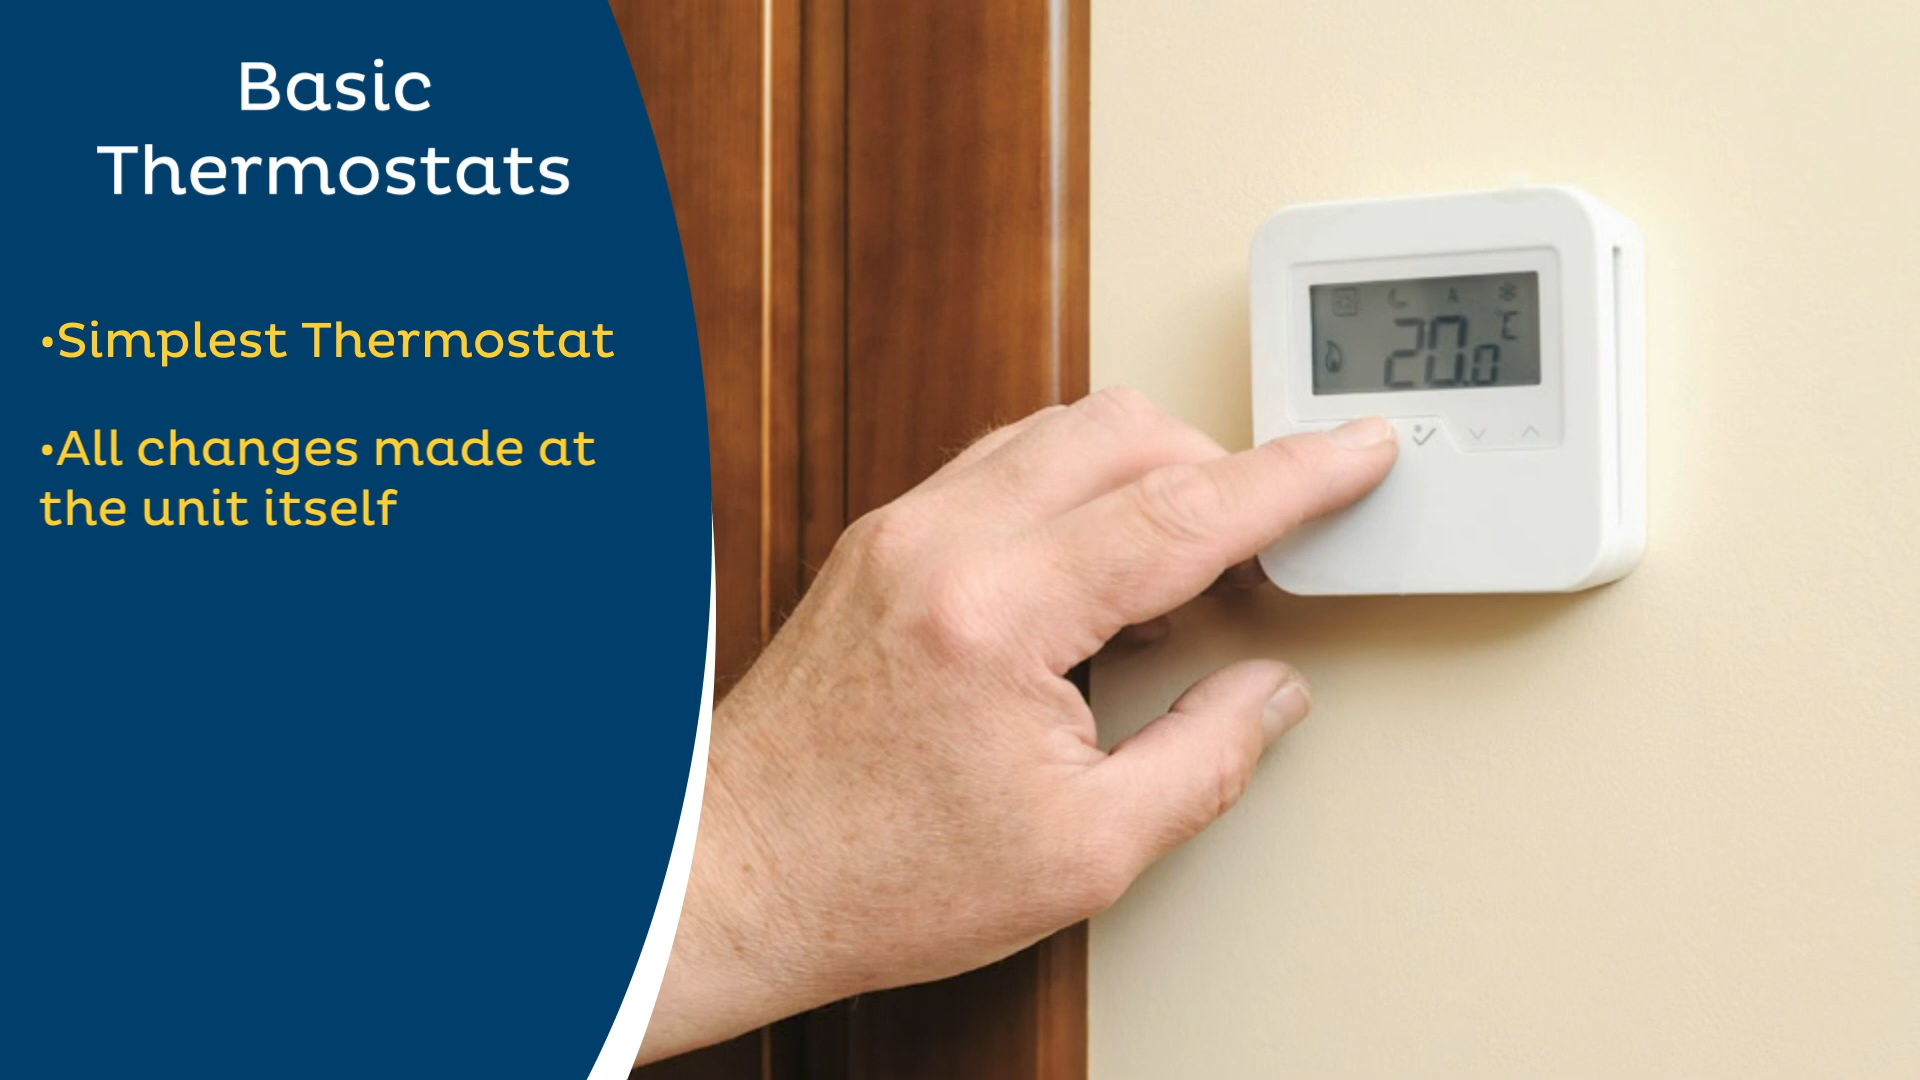 Basic
Thermostats
•Simplest Thermostat
•All changes made at
the unit itself
20.0 °C